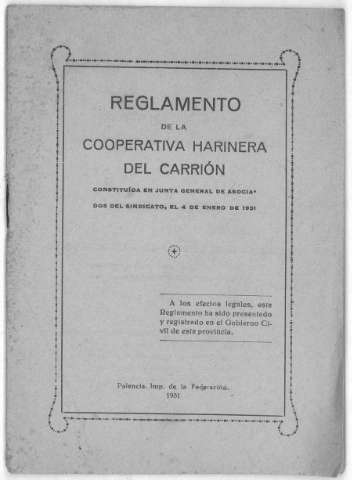 REGLAMENTO
DE LA
COOPERATIVA HARINERA
DEL CARRIÓN
CONSTITUÍDA EN JUNTA GENERAL DE ASOCIA-
DOS DEL SINDICATO, EL 4 DE ENERO DE 1931
A los efectos legales, este
Reglamento ha sido presentado
y registrado en el Gobierno Ci-
vil de esta provincia.
Palencia. Imp. de la Federación.
1931